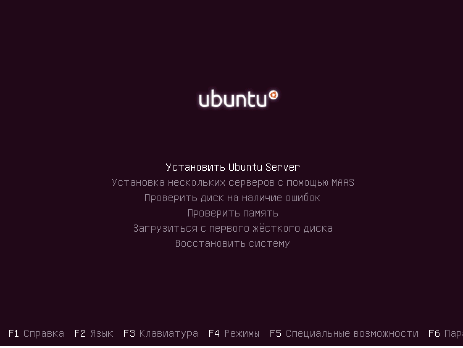 ubuntu
Установить Ubuntu Server
Установка нескольких серверов с помощью MAAS
Проверить диск на наличие ошибок
Проверить память
Загрузиться с первого жёсткого диска
Восстановить систему
F1 Справка F2 Язык F3 Клавиатура F4 Режимы F5 Специальные возможности F6